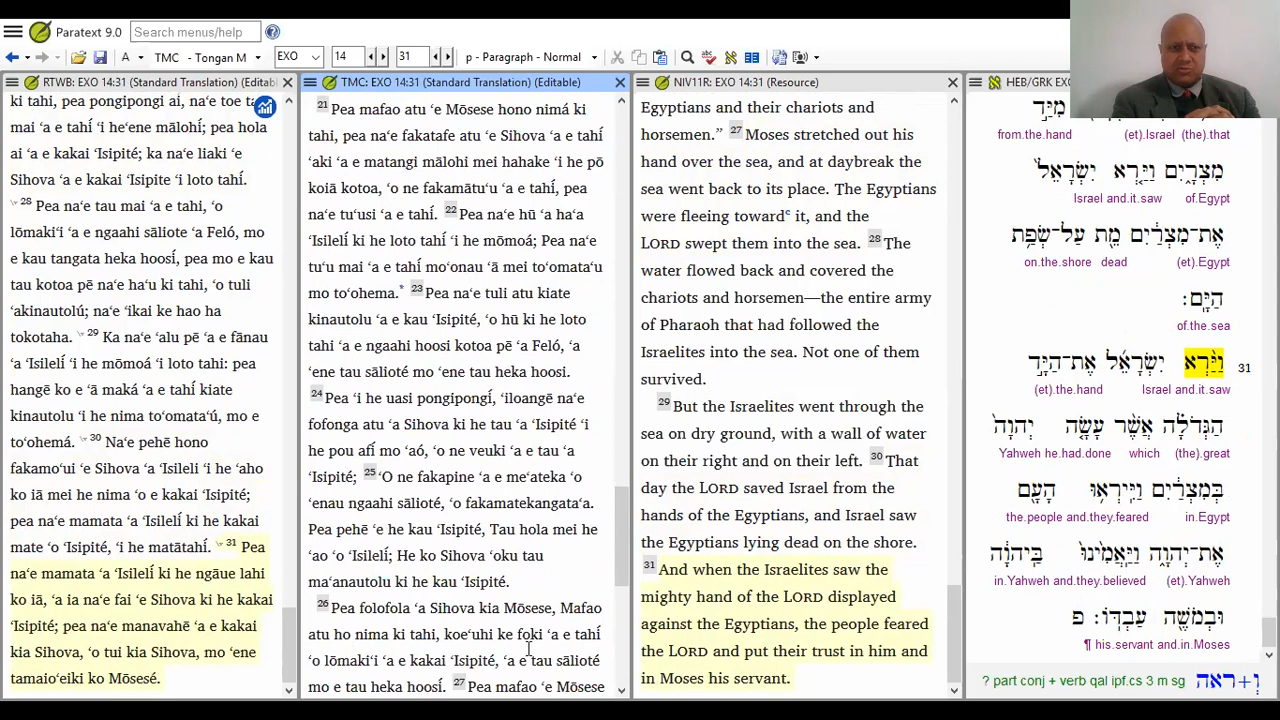 Paratext 9.0
Search menus/help
TMC - Tongan M
EXO
14
31
p - Paragraph - Normal
RTWB: EXO 14:31 (Standard Translation) (Editable
ki tahi, pea pongipongi ai, naʻe toe ta
mai ʻa e tahí i heʻene mālohí; pea hola
ai ʻa e kakai ʻIsipité; ka naʻe liaki ʻe
Sihova ʻa e kakai ʻIsipite ʻi loto tahi.
28 Pea naʻe tau mai ʻa e tahi, ʻo
lōmakiʻi ʻa e ngaahi sāliote ʻa Feló, mo
e kau tangata heka hoosí, pea mo e kau
tau kotoa pē naʻe haʻu ki tahi, ʻo tuli
ʻakinautolú; naʻe ʻikai ke hao ha
tokotaha. 29 Ka naʻe ʻalu pē ʻa e fānau
ʻa ʻIsilelí ʻi he mōmoá i loto tahi: pea
hangē ko e ʻā maká ʻa e tahí kiate
kinautolu ʻi he nima toʻomataʻú, mo e
toʻohemá. 30 Naʻe pehē hono
fakamoʻui ʻe Sihova ʻa ʻIsileli ʻi he ʻaho
ko iá mei he nima ʻo e kakai ʻIsipité;
pea naʻe mamata ʻa ʻIsilelí ki he kakai
mate ʻo ʻIsipité, ʻi he matātahí. 31 Pea
naʻe mamata ʻa ʻIsilelí ki he ngāue lahi
ko iā, ʻa ia naʻe fai ʻe Sihova ki he kakai
ʻIsipité; pea naʻe manavahē ʻa e kakai
kia Sihova, ʻo tui kia Sihova, mo ʻene
tamaioʻeiki ko Mōsesé.
TMC: EXO 14:31 (Standard Translation) (Editable)
21 Pea mafao atu ʻe Mōsese hono nimá ki
tahi, pea naʻe fakatafe atu ʻe Sihova ʻa e tahí
ʻaki ʻa e matangi mālohi mei hahake ʻi he pō
koiā kotoa, ʻo ne fakamātuʻu ʻa e tahí, pea
naʻe tuʻusi ʻa e tahí. 22 Pea naʻe hū ʻa haʻa
ʻIsilelí ki he loto tahí ʻi he mōmoá; Pea naʻe
tuʻu mai ʻa e tahí moʻonau ʻā mei toʻomataʻu
mo toʻohema.* 23 Pea naʻe tuli atu kiate
kinautolu ʻa e kau ʻIsipité, ʻo hū ki he loto
tahi ʻa e ngaahi hoosi kotoa pē ʻa Feló, ʻa
ʻene tau sālioté mo ʻene tau heka hoosi.
24 Pea ʻi he uasi pongipongí, ʻiloangé naʻe
fofonga atu ʻa Sihova ki he tau ʻa ʻIsipité ʻi
he pou afí mo ʻaó, ʻo ne veuki ʻa e tau ʻa
ʻIsipité; 25 ʻO ne fakapine ʻa e meʻateka ʻo
ʻenau ngaahi sālioté, ʻo fakamatekangataʻa.
Pea pehē ʻe he kau ʻIsipité, Tau hola mei he
ʻao ʻo ʻIsilelí; He ko Sihova ʻoku tau
maʻanautolu ki he kau ʻIsipité.
26 Pea folofola ʻa Sihova kia Mōsese, Mafao
atu ho nima ki tahi, koeʻuhi ke foki ʻa e tahí
ʻo lōmakiʻi ʻa e kakai ʻIsipité, ʻa e tau sālioté
mo e tau heka hoosí. 27 Pea mafao ʻe Mōsese
NIV11R: EXO 14:31 (Resource)
Egyptians and their chariots and
horsemen.” 27 Moses stretched out his
hand over the sea, and at daybreak the
sea went back to its place. The Egyptians
were fleeing toward c it, and the
LORD swept them into the sea. 28 The
water flowed back and covered the
chariots and horsemen—the entire army
of Pharaoh that had followed the
Israelites into the sea. Not one of them
survived.
29 But the Israelites went through the
sea on dry ground, with a wall of water
on their right and on their left. 30 That
day the LORD saved Israel from the
hands of the Egyptians, and Israel saw
the Egyptians lying dead on the shore.
31 And when the Israelites saw the
mighty hand of the LORD displayed
against the Egyptians, the people feared
the LORD and put their trust in him and
in Moses his servant.
HEB/GRK EXO
מִיַּ֣ד
from.the.hand (et).Israel (the).that
מִצְרָ֑יִם וַיַּ֤רְא יִשְׂרָאֵל֙
Israel and.it.saw of.Egypt
אֶת־מִצְרַ֔יִם מֵ֖ת עַל־שְׂפַ֥ת
on.the.shore dead (et).Egypt
הַיָּֽם׃
of.the.sea
31 וַיַּ֨רְא יִשְׂרָאֵ֜ל אֶת־הַיָּ֣ד
(et).the.hand Israel and.it.saw
הַגְּדֹלָ֗ה אֲשֶׁ֨ר עָשָׂ֤ה יְהוָה֙
Yahweh he.had.done which (the).great
בְּמִצְרַ֔יִם וַיִּֽירְא֥וּ הָעָ֖ם
the.people and.they.feared in.Egypt
אֶת־יְהוָ֑ה וַיַּֽאֲמִ֙ינוּ֙ בַּֽיהוָ֔ה
in.Yahweh and.they.believed (et).Yahweh
וּבְמֹשֶׁ֖ה עַבְדּֽוֹ׃ פ
¶ his.servant and.in.Moses
? part conj + verb qal ipf.cs 3 m sg וְ+ראה